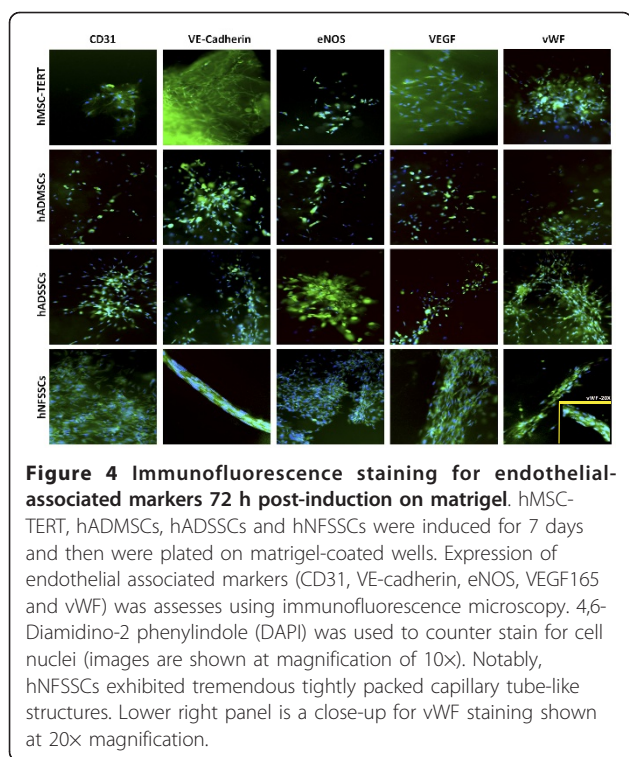 CD31 VE-Cadherin eNOS VEGF vWF
hMSC-TERT
hADMSCs
hADSSCs
hNFSSCs
vWF-20X
Figure 4 Immunofluorescence staining for endothelial-
associated markers 72 h post-induction on matrigel. hMSC-
TERT, hADMSCs, hADSSCs and hNFSSCs were induced for 7 days
and then were plated on matrigel-coated wells. Expression of
endothelial associated markers (CD31, VE-cadherin, eNOS, VEGF165
and vWF) was assesses using immunofluorescence microscopy. 4,6-
Diamidino-2 phenylindole (DAPI) was used to counter stain for cell
nuclei (images are shown at magnification of 10×). Notably,
hNFSSCs exhibited tremendous tightly packed capillary tube-like
structures. Lower right panel is a close-up for vWF staining shown
at 20× magnification.